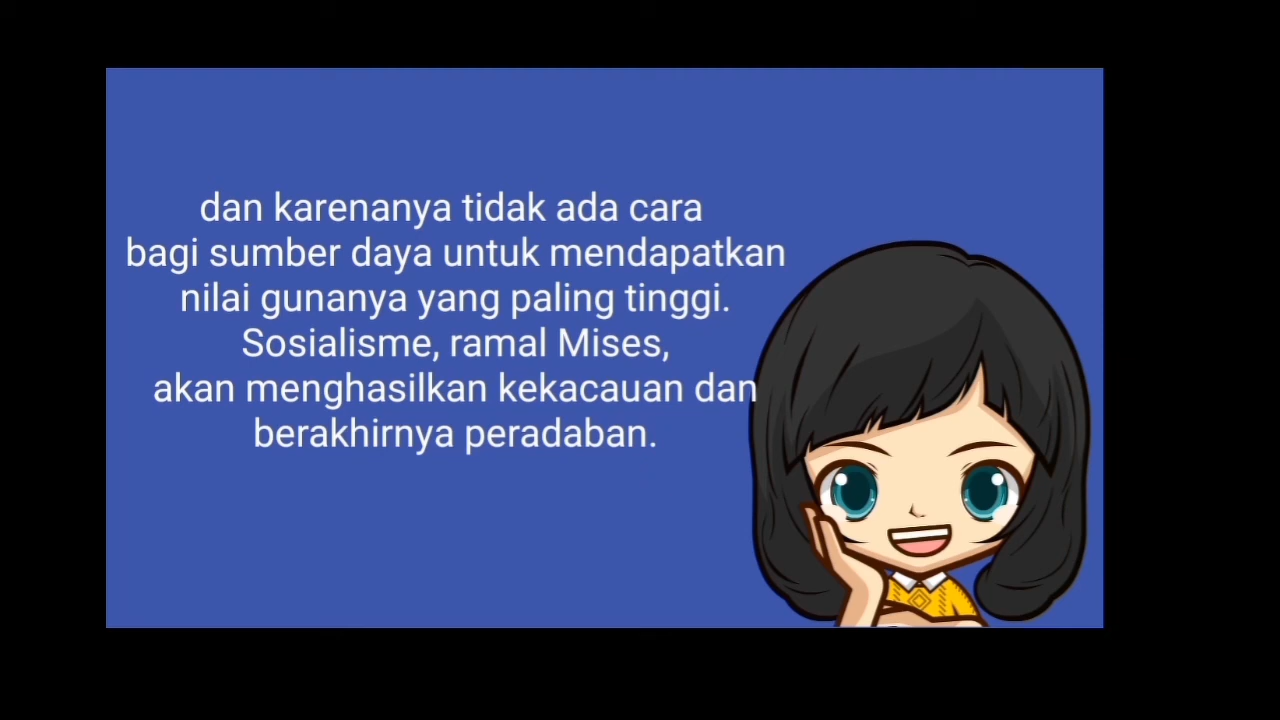 dan karenanya tidak ada cara
bagi sumber daya untuk mendapatkan
nilai gunanya yang paling tinggi.
Sosialisme, ramal Mises,
akan menghasilkan kekacauan dan
berakhirnya peradaban.